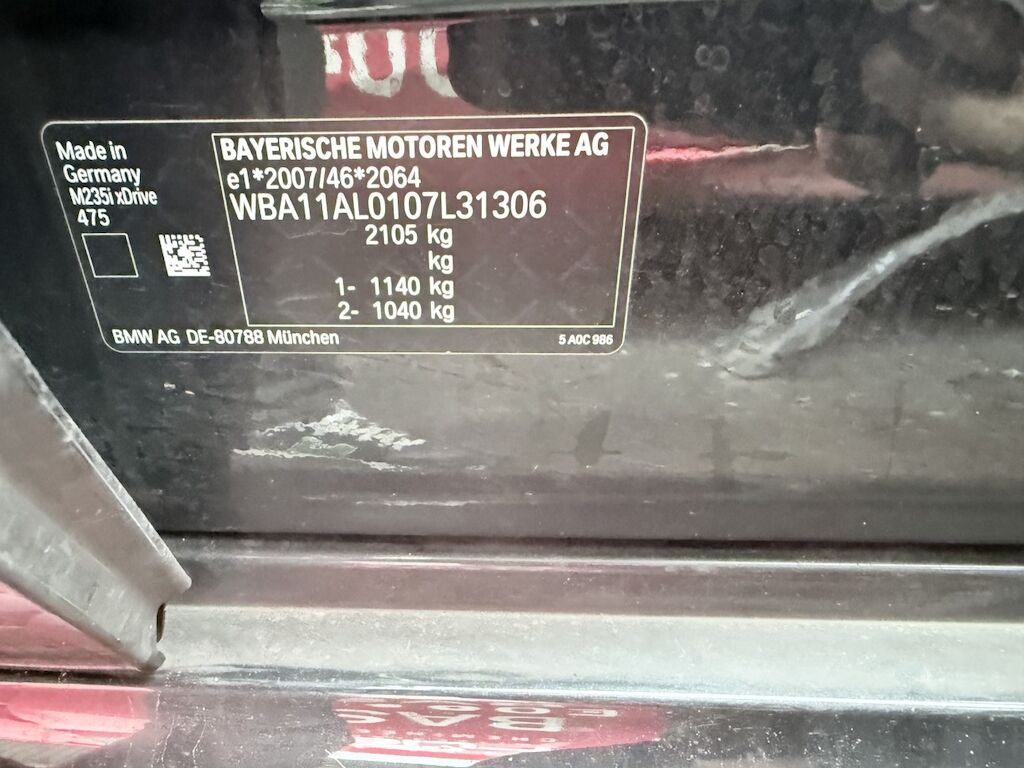 Made in
Germany
M235i xDrive
475
BAYERISCHE MOTOREN WERKE AG
e1*2007/46*2064
WBA11AL0107L31306
2105 kg
kg
1- 1140 kg
2- 1040 kg
BMW AG DE-80788 München
5 A0C 986